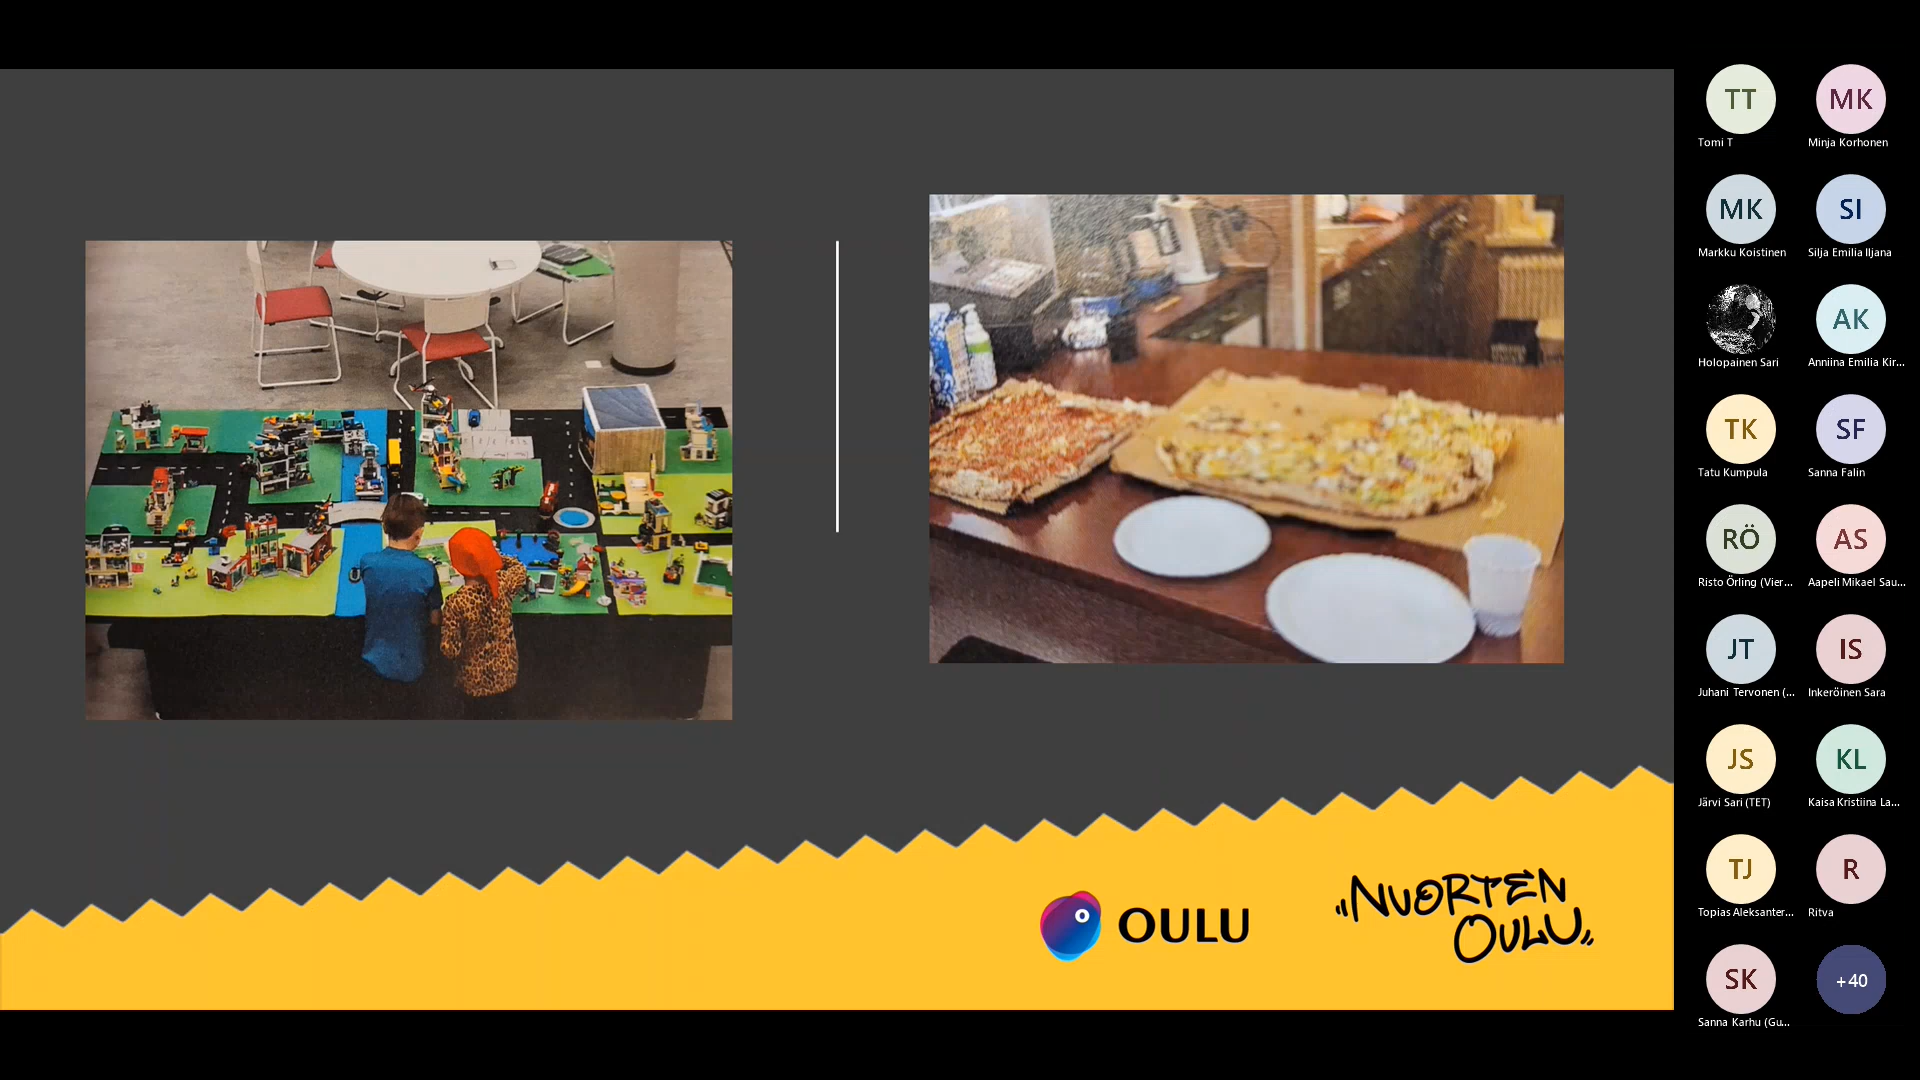 OULU
"NUORTEN
OULU"
TT
Tomi T
MK
Minja Korhonen
MK
Markku Koistinen
SI
Silja Emilia Iljana
Holopainen Sari
AK
Anniina Emilia Kir...
TK
Tatu Kumpula
SF
Sanna Falin
RÖ
Risto Örling (Vier...
AS
Aapeli Mikael Sau...
JT
Juhani Tervonen (...
IS
Inkeröinen Sara
JS
Järvi Sari (TET)
KL
Kaisa Kristiina La...
TJ
Topias Aleksanter...
R
Ritva
SK
Sanna Karhu (Gu...
+40